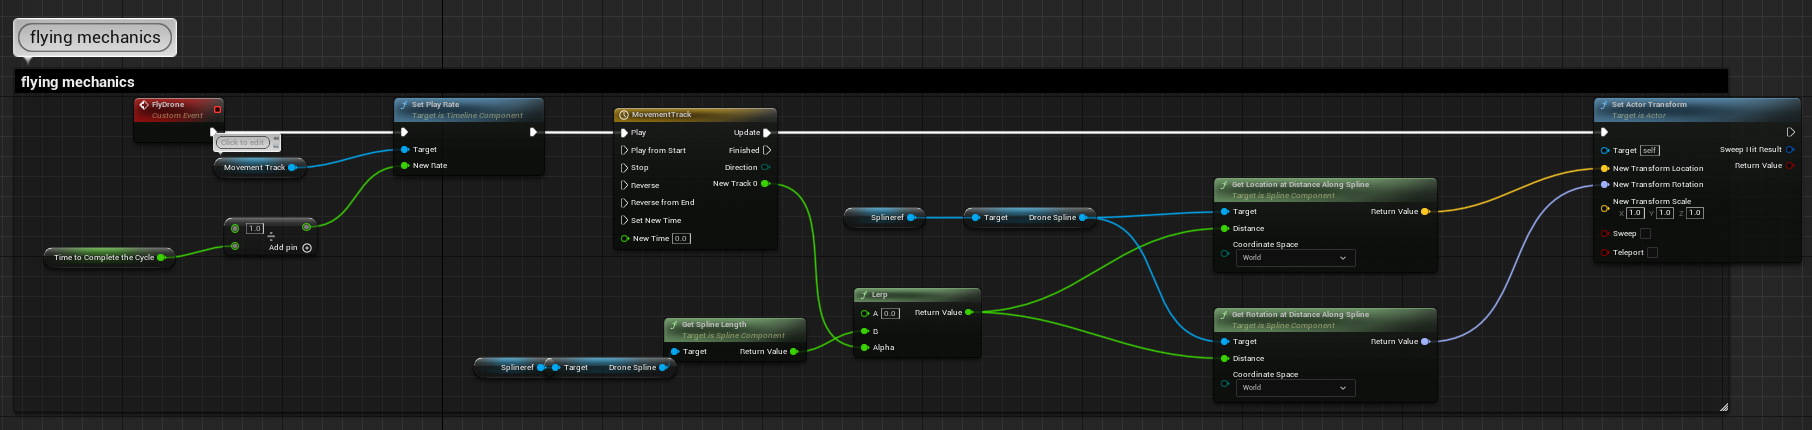 flying mechanics
flying mechanics
FlyDrone
Custom Event
Click to edit
Movement Track
Time to Complete the Cycle
1.0
÷
Add pin
Set Play Rate
Target is Timeline Component
Target
New Rate
MovementTrack
Play
Update
Play from Start
Finished
Stop
Direction
Reverse
New Track 0
Reverse from End
Set New Time
New Time 0.0
Splineref
Target
Drone Spline
Get Spline Length
Target is Spline Component
Target
Return Value
Splineref
Target
Drone Spline
Lerp
A 0.0
Return Value
B
Alpha
Get Location at Distance Along Spline
Target is Spline Component
Target
Return Value
Distance
Coordinate Space
World
Get Rotation at Distance Along Spline
Target is Spline Component
Target
Return Value
Distance
Coordinate Space
World
Set Actor Transform
Target is Actor
Target self
Sweep Hit Result
New Transform Location
Return Value
New Transform Rotation
New Transform Scale
X 1.0 Y 1.0 Z 1.0
Sweep
Teleport